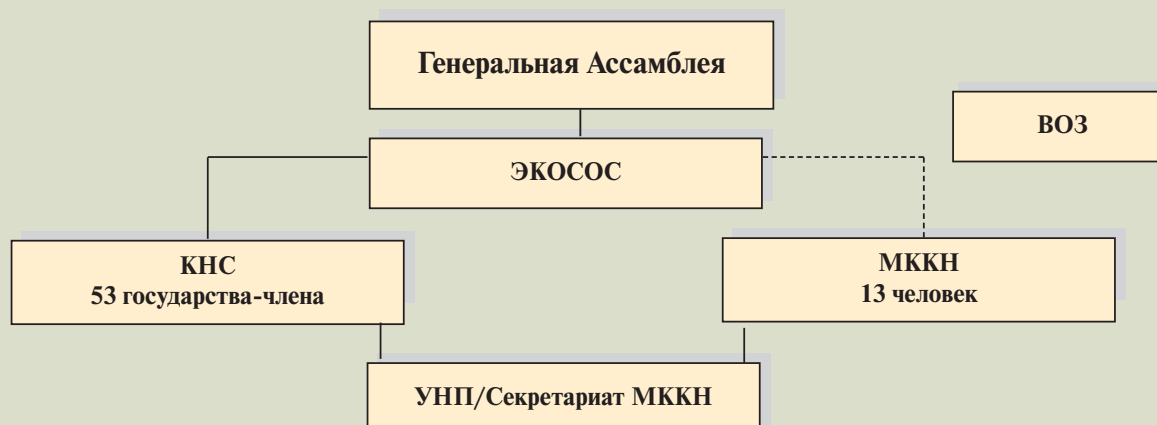 Генеральная Ассамблея
ВОЗ
ЭКОСОС
КНС
53 государства-члена
МККН
13 человек
УНП/Секретариат МККН